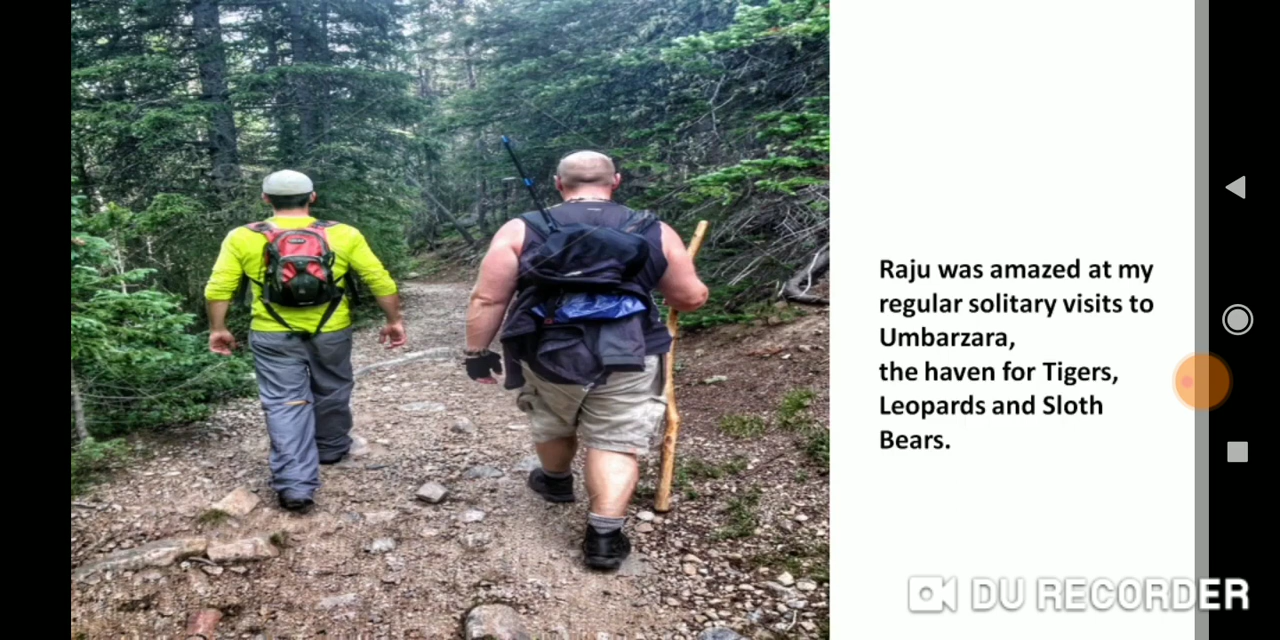 Raju was amazed at my
regular solitary visits to
Umbarzara,
the haven for Tigers,
Leopards and Sloth
Bears.
DU RECORDER